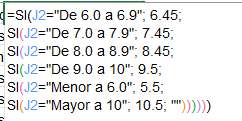 =SI(J2="De 6.0 a 6.9"; 6.45;
SI(J2="De 7.0 a 7.9"; 7.45;
SI(J2="De 8.0 a 8.9"; 8.45;
SI(J2="De 9.0 a 10"; 9.5;
SI(J2="Menor a 6.0"; 5.5;
SI(J2="Mayor a 10"; 10.5; ""))))))